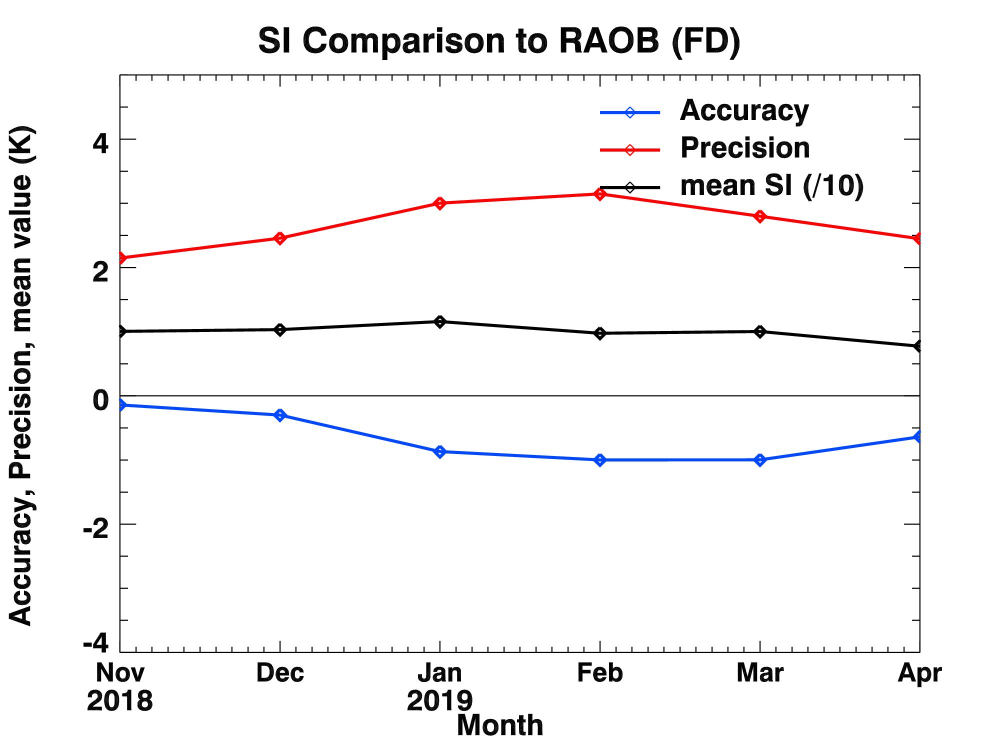 SI Comparison to RAOB (FD)
Accuracy
Precision
mean SI (/10)
Accuracy, Precision, mean value (K)
4
2
0
-2
-4
Nov Dec Jan Feb Mar Apr
2018 2019
Month